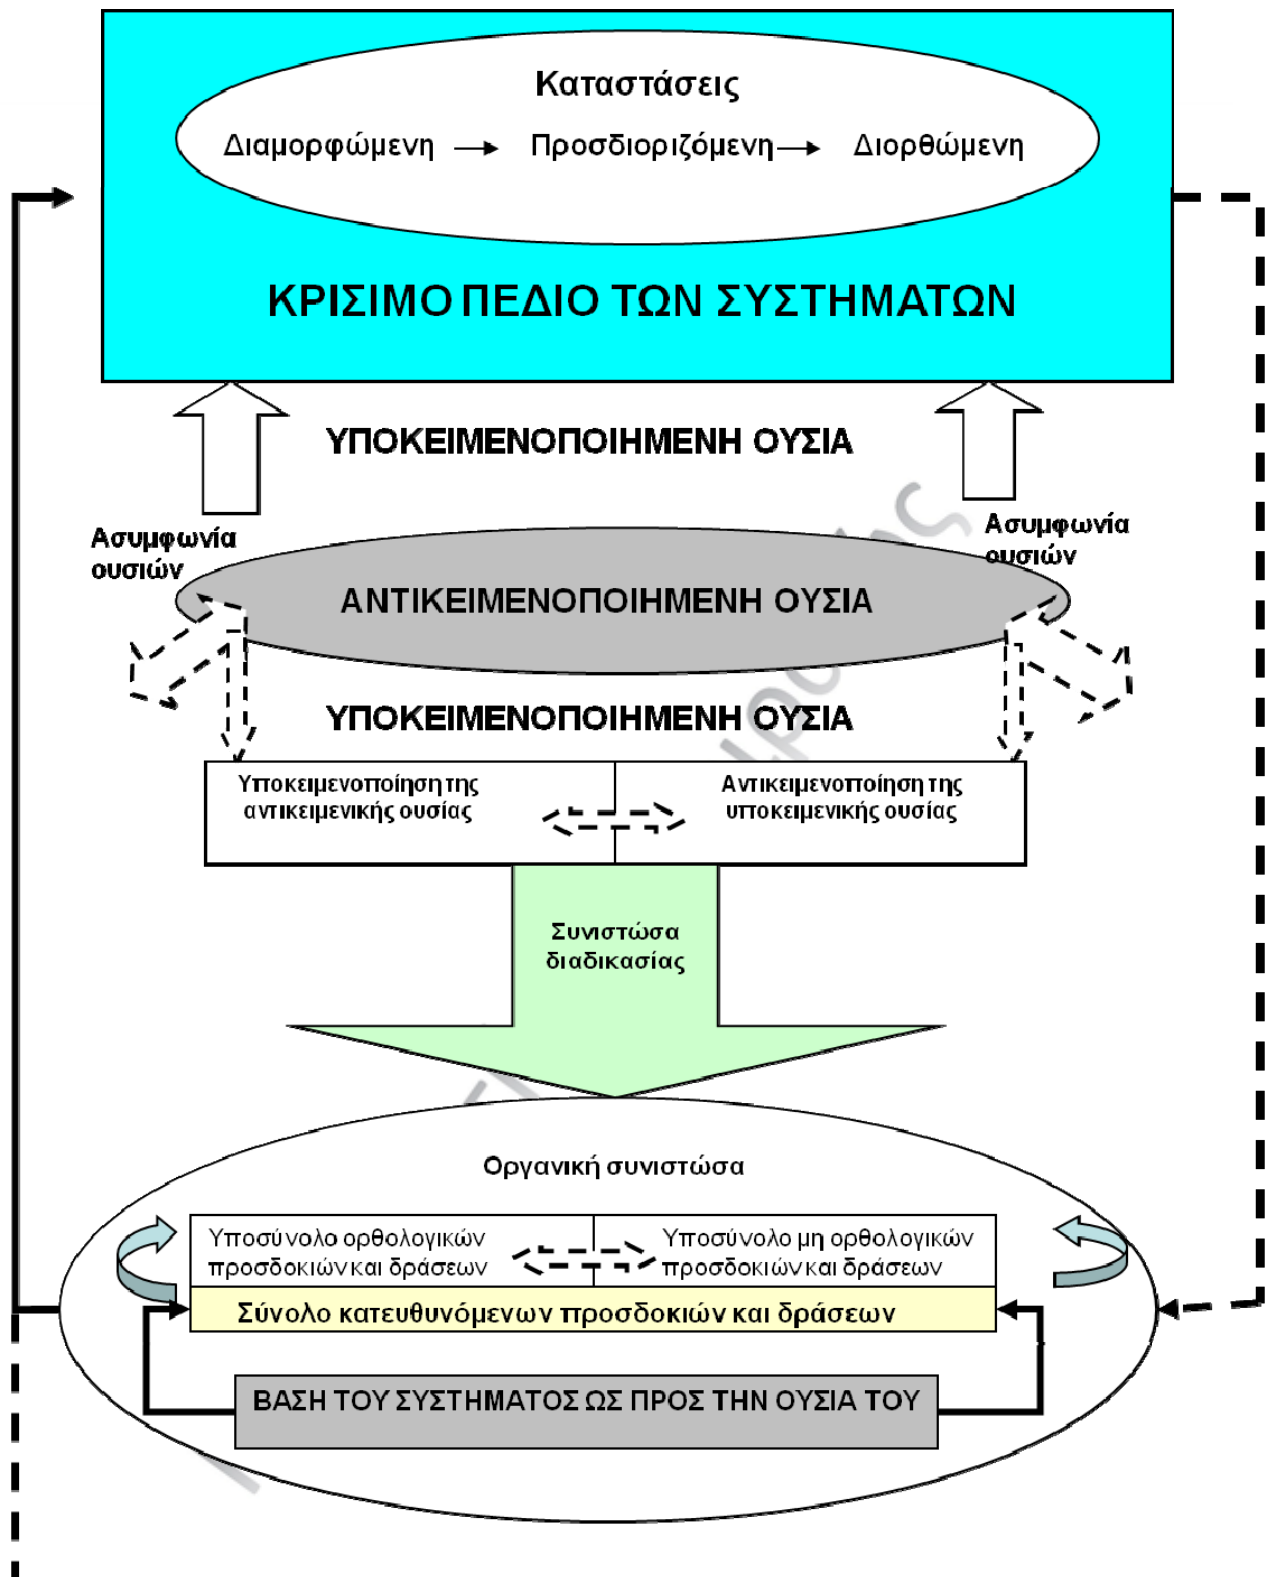 Καταστάσεις
Διαμορφώμενη Προσδιοριζόμενη Διορθώμενη
ΚΡΙΣΙΜΟ ΠΕΔΙΟ ΤΩΝ ΣΥΣΤΗΜΑΤΩΝ
ΥΠΟΚΕΙΜΕΝΟΠΟΙΗΜΕΝΗ ΟΥΣΙΑ
Ασυμφωνία
ουσιών
Ασυμφωνία
ουσιών
ΑΝΤΙΚΕΙΜΕΝΟΠΟΙΗΜΕΝΗ ΟΥΣΙΑ
ΥΠΟΚΕΙΜΕΝΟΠΟΙΗΜΕΝΗ ΟΥΣΙΑ
Υποκειμενοποίηση της
αντικειμενικής ουσίας
Αντικειμενοποίηση της
υποκειμενικής ουσίας
Συνιστώσα
διαδικασίας
Οργανική συνιστώσα
Υποσύνολο ορθολογικών
προσδοκιών και δράσεων
Υποσύνολο μη ορθολογικών
προσδοκιών και δράσεων
Σύνολο κατευθυνόμενων προσδοκιών και δράσεων
ΒΑΣΗ ΤΟΥ ΣΥΣΤΗΜΑΤΟΣ ΩΣ ΠΡΟΣ ΤΗΝ ΟΥΣΙΑ ΤΟΥ